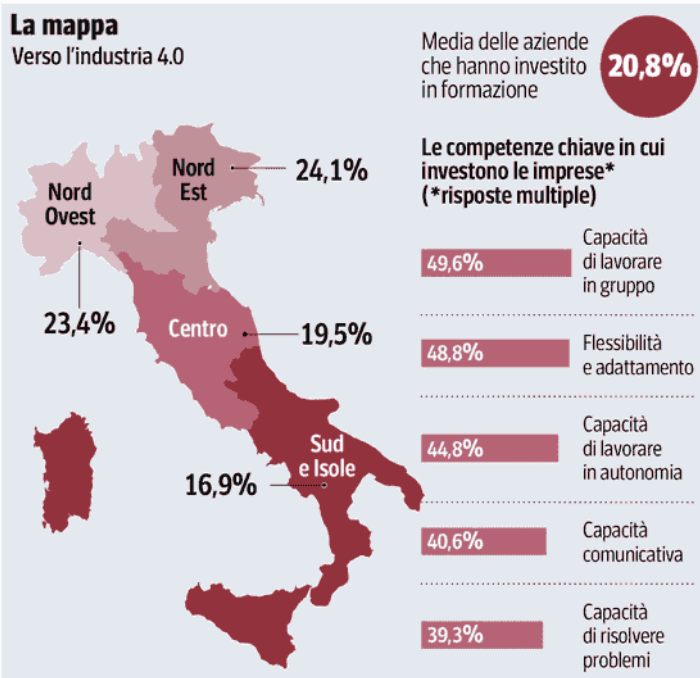 La mappa
Verso l'industria 4.0
Media delle aziende
che hanno investito
in formazione
20,8%
Nord
Est
24,1%
Nord
Ovest
23,4%
Centro
19,5%
Sud
e Isole
16,9%
Le competenze chiave in cui
investono le imprese*
(*risposte multiple)
49,6%
Capacità
di lavorare
in gruppo
48,8%
Flessibilità
e adattamento
44,8%
Capacità
di lavorare
in autonomia
40,6%
Capacità
comunicativa
39,3%
Capacità
di risolvere
problemi